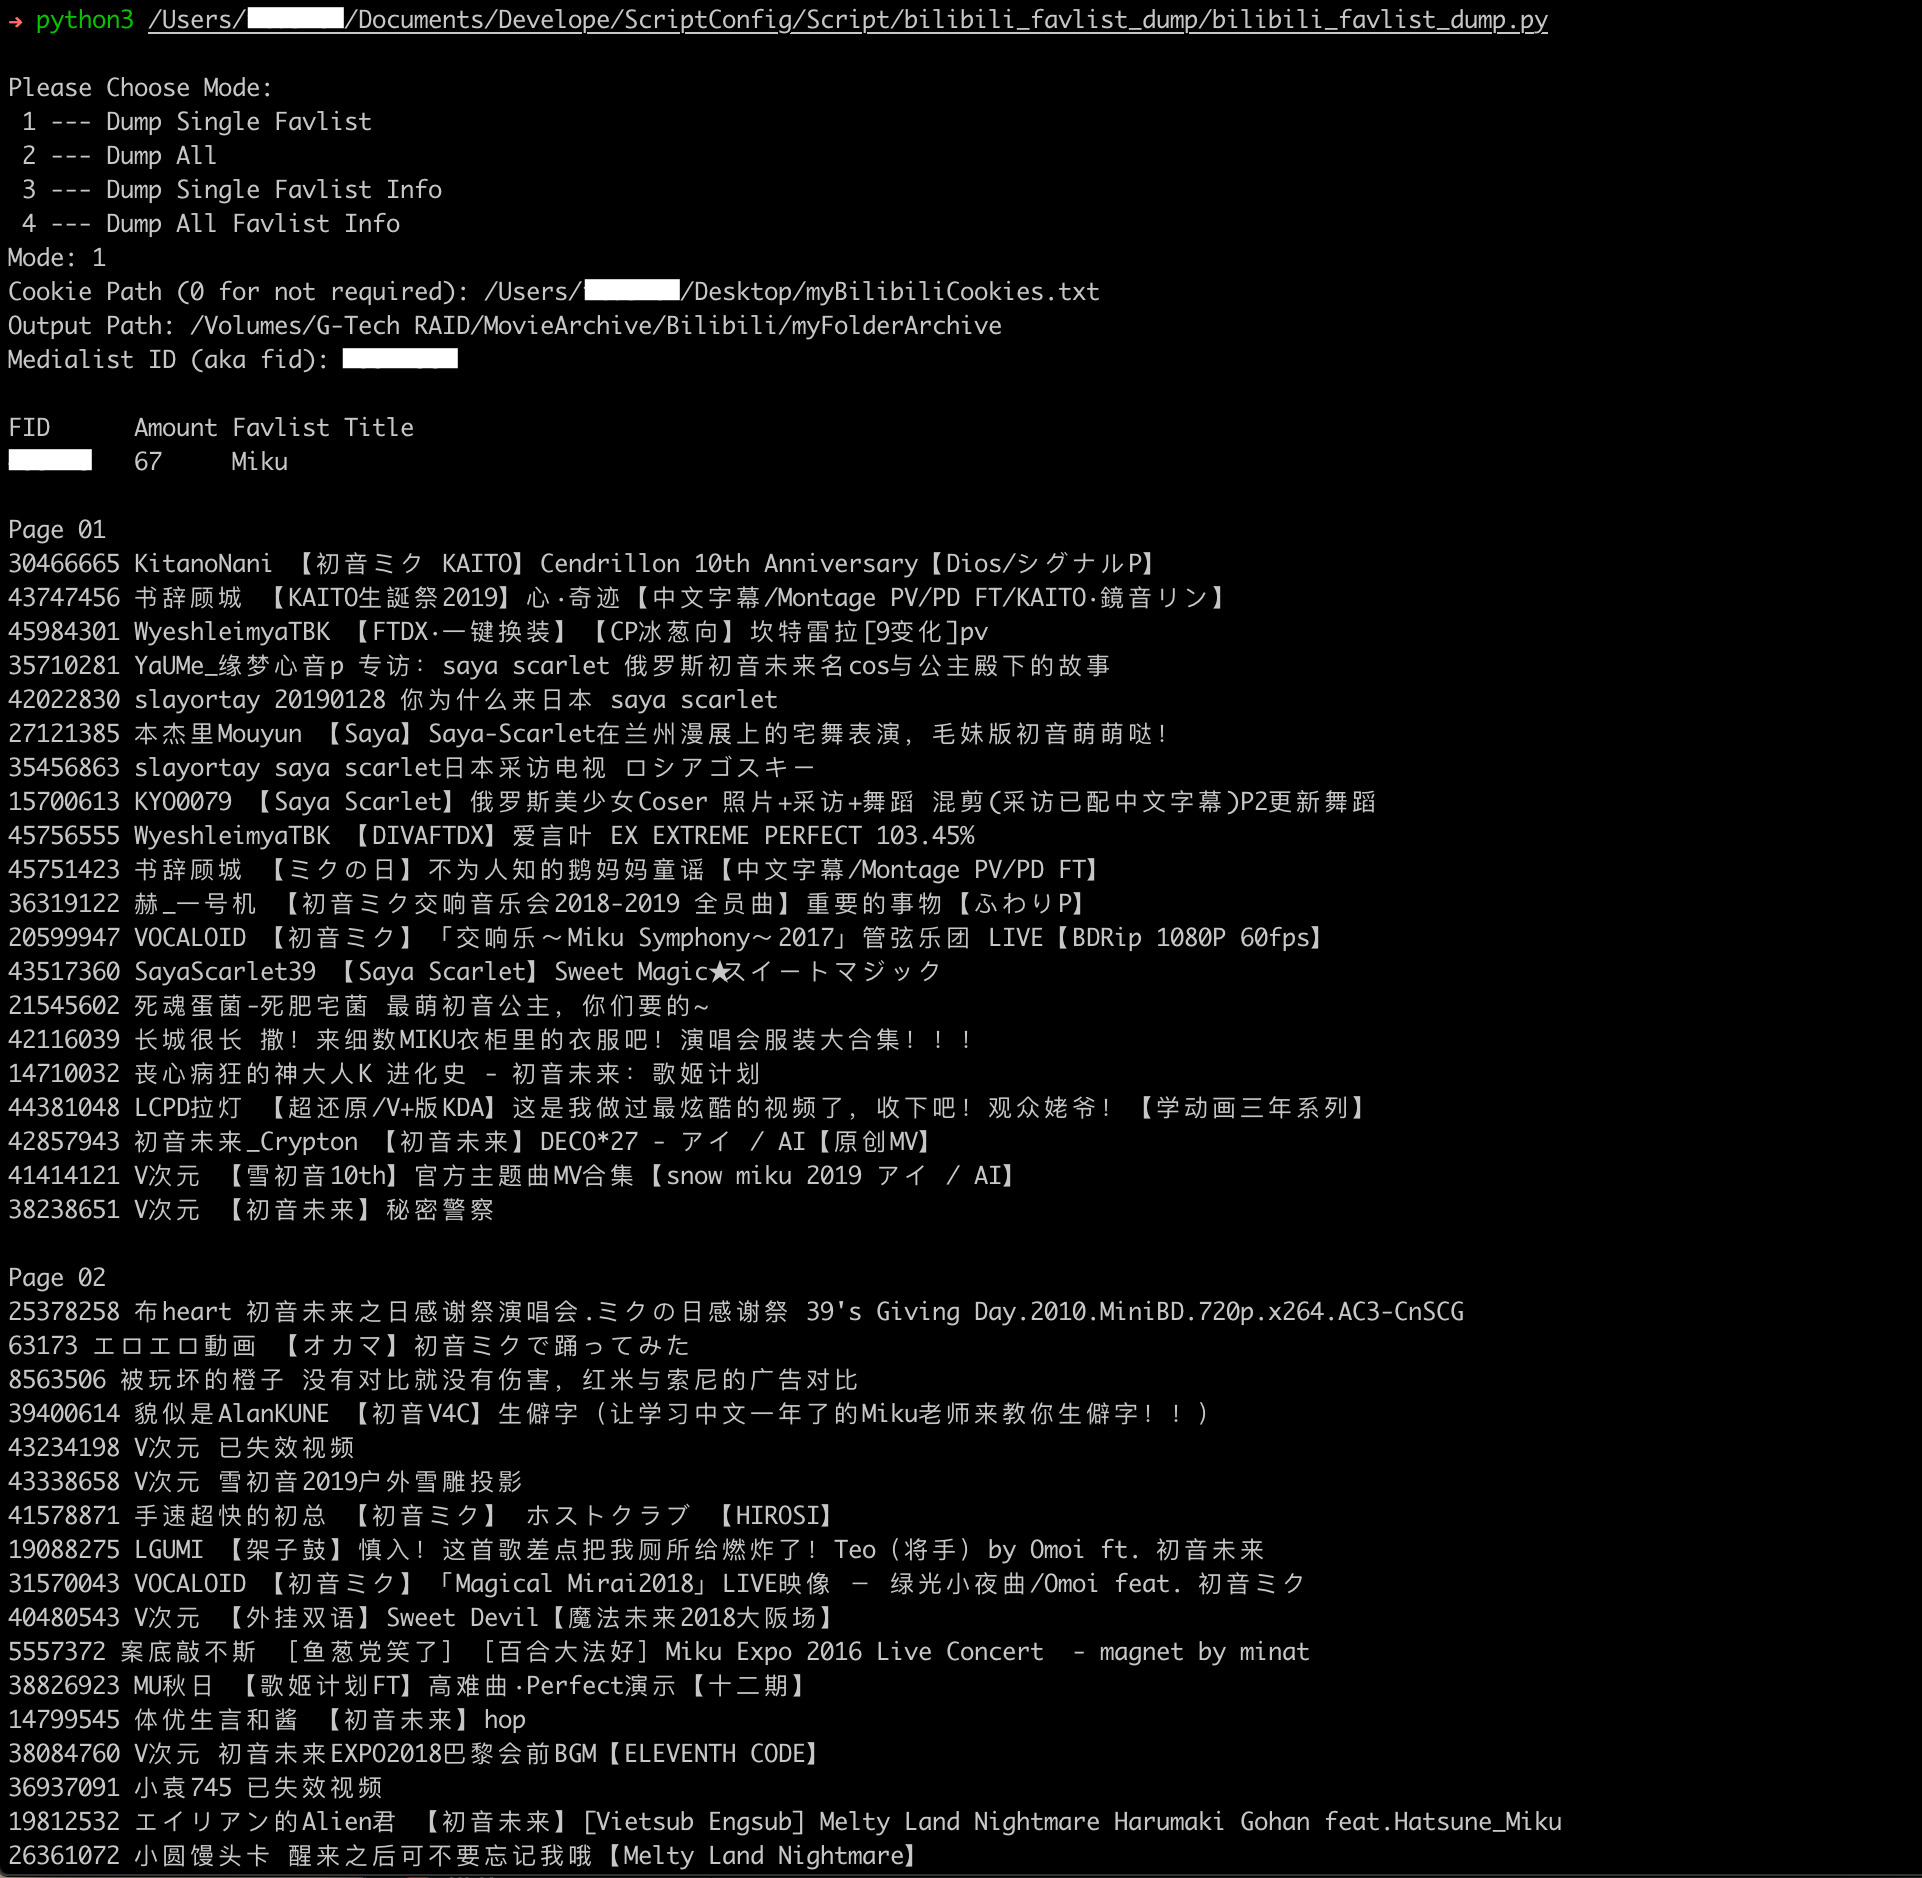 → python3 /Users/ /Documents/Develope/ScriptConfig/Script/bilibili_favlist_dump/bilibili_favlist_dump.py
Please Choose Mode:
1 --- Dump Single Favlist
2 --- Dump All
3 --- Dump Single Favlist Info
4 --- Dump All Favlist Info
Mode: 1
Cookie Path (0 for not required): /Users/ /Desktop/myBilibiliCookies.txt
Output Path: /Volumes/G-Tech RAID/MovieArchive/Bilibili/myFolderArchive
Medialist ID (aka fid):
FID Amount Favlist Title
67 Miku
Page 01
30466665 KitanoNani 【初音ミク KAITO】Cendrillon 10th Anniversary【Dios/シグナルP】
43747456 书辞顾城 【KAITO生誕祭2019】心·奇迹【中文字幕/Montage PV/PD FT/KAITO·鏡音リン】
45984301 WyeshleimyaTBK 【FTDX·一键换装】【CP冰葱向】坎特雷拉[9变化]pv
35710281 YaUMe_缘梦心音p 专访：saya scarlet 俄罗斯初音未来名cos与公主殿下的故事
42022830 slayortay 20190128 你为什么来日本 saya scarlet
27121385 本杰里Mouyun 【Saya】Saya-Scarlet在兰州漫展上的宅舞表演，毛妹版初音萌萌哒！
35456863 slayortay saya scarlet日本采访电视 ロシアゴスキー
15700613 KYO0079 【Saya Scarlet】俄罗斯美少女Coser 照片+采访+舞蹈 混剪(采访已配中文字幕)P2更新舞蹈
45756555 WyeshleimyaTBK 【DIVAFTDX】爱言叶 EX EXTREME PERFECT 103.45%
45751423 书辞顾城 【ミクの日】不为人知的鹅妈妈童谣【中文字幕/Montage PV/PD FT】
36319122 赫_一号机 【初音ミク交响音乐会2018-2019 全员曲】重要的事物【ふわりP】
20599947 VOCALOID 【初音ミク】「交响乐～Miku Symphony～2017」管弦乐团 LIVE【BDRip 1080P 60fps】
43517360 SayaScarlet39 【Saya Scarlet】Sweet Magic★スイートマジック
21545602 死魂蛋菌-死肥宅菌 最萌初音公主，你们要的~
42116039 长城很长 撒！来细数MIKU衣柜里的衣服吧！演唱会服装大合集！！！
14710032 丧心病狂的神大人K 进化史 - 初音未来：歌姬计划
44381048 LCPD拉灯 【超还原/V+版KDA】这是我做过最炫酷的视频了，收下吧！观众姥爷！【学动画三年系列】
42857943 初音未来_Crypton 【初音未来】DECO*27 - アイ / AI【原创MV】
41414121 V次元 【雪初音10th】官方主题曲MV合集【snow miku 2019 アイ / AI】
38238651 V次元 【初音未来】秘密警察
Page 02
25378258 布heart 初音未来之日感谢祭演唱会.ミクの日感谢祭 39's Giving Day.2010.MiniBD.720p.x264.AC3-CnSCG
63173 エロエロ動画 【オカマ】初音ミクで踊ってみた
8563506 被玩坏的橙子 没有对比就没有伤害，红米与索尼的广告对比
39400614 貌似是AlanKUNE 【初音V4C】生僻字（让学习中文一年了的Miku老师来教你生僻字！！）
43234198 V次元 已失效视频
43338658 V次元 雪初音2019户外雪雕投影
41578871 手速超快的初总 【初音ミク】 ホストクラブ 【HIROSI】
19088275 LGUMI 【架子鼓】慎入！这首歌差点把我厕所给燃炸了！Teo（将手）by Omoi ft. 初音未来
31570043 VOCALOID 【初音ミク】「Magical Mirai2018」LIVE映像 － 绿光小夜曲/Omoi feat. 初音ミク
40480543 V次元 【外挂双语】Sweet Devil【魔法未来2018大阪场】
5557372 案底敲不斯 ［鱼葱党笑了］［百合大法好］Miku Expo 2016 Live Concert  - magnet by minat
38826923 MU秋日 【歌姬计划FT】高难曲·Perfect演示【十二期】
14799545 体优生言和酱 【初音未来】hop
38084760 V次元 初音未来EXPO2018巴黎会前BGM【ELEVENTH CODE】
36937091 小袁745 已失效视频
19812532 エイリアン的Alien君 【初音未来】[Vietsub Engsub] Melty Land Nightmare Harumaki Gohan feat.Hatsune_Miku
26361072 小圆馒头卡 醒来之后可不要忘记我哦【Melty Land Nightmare】